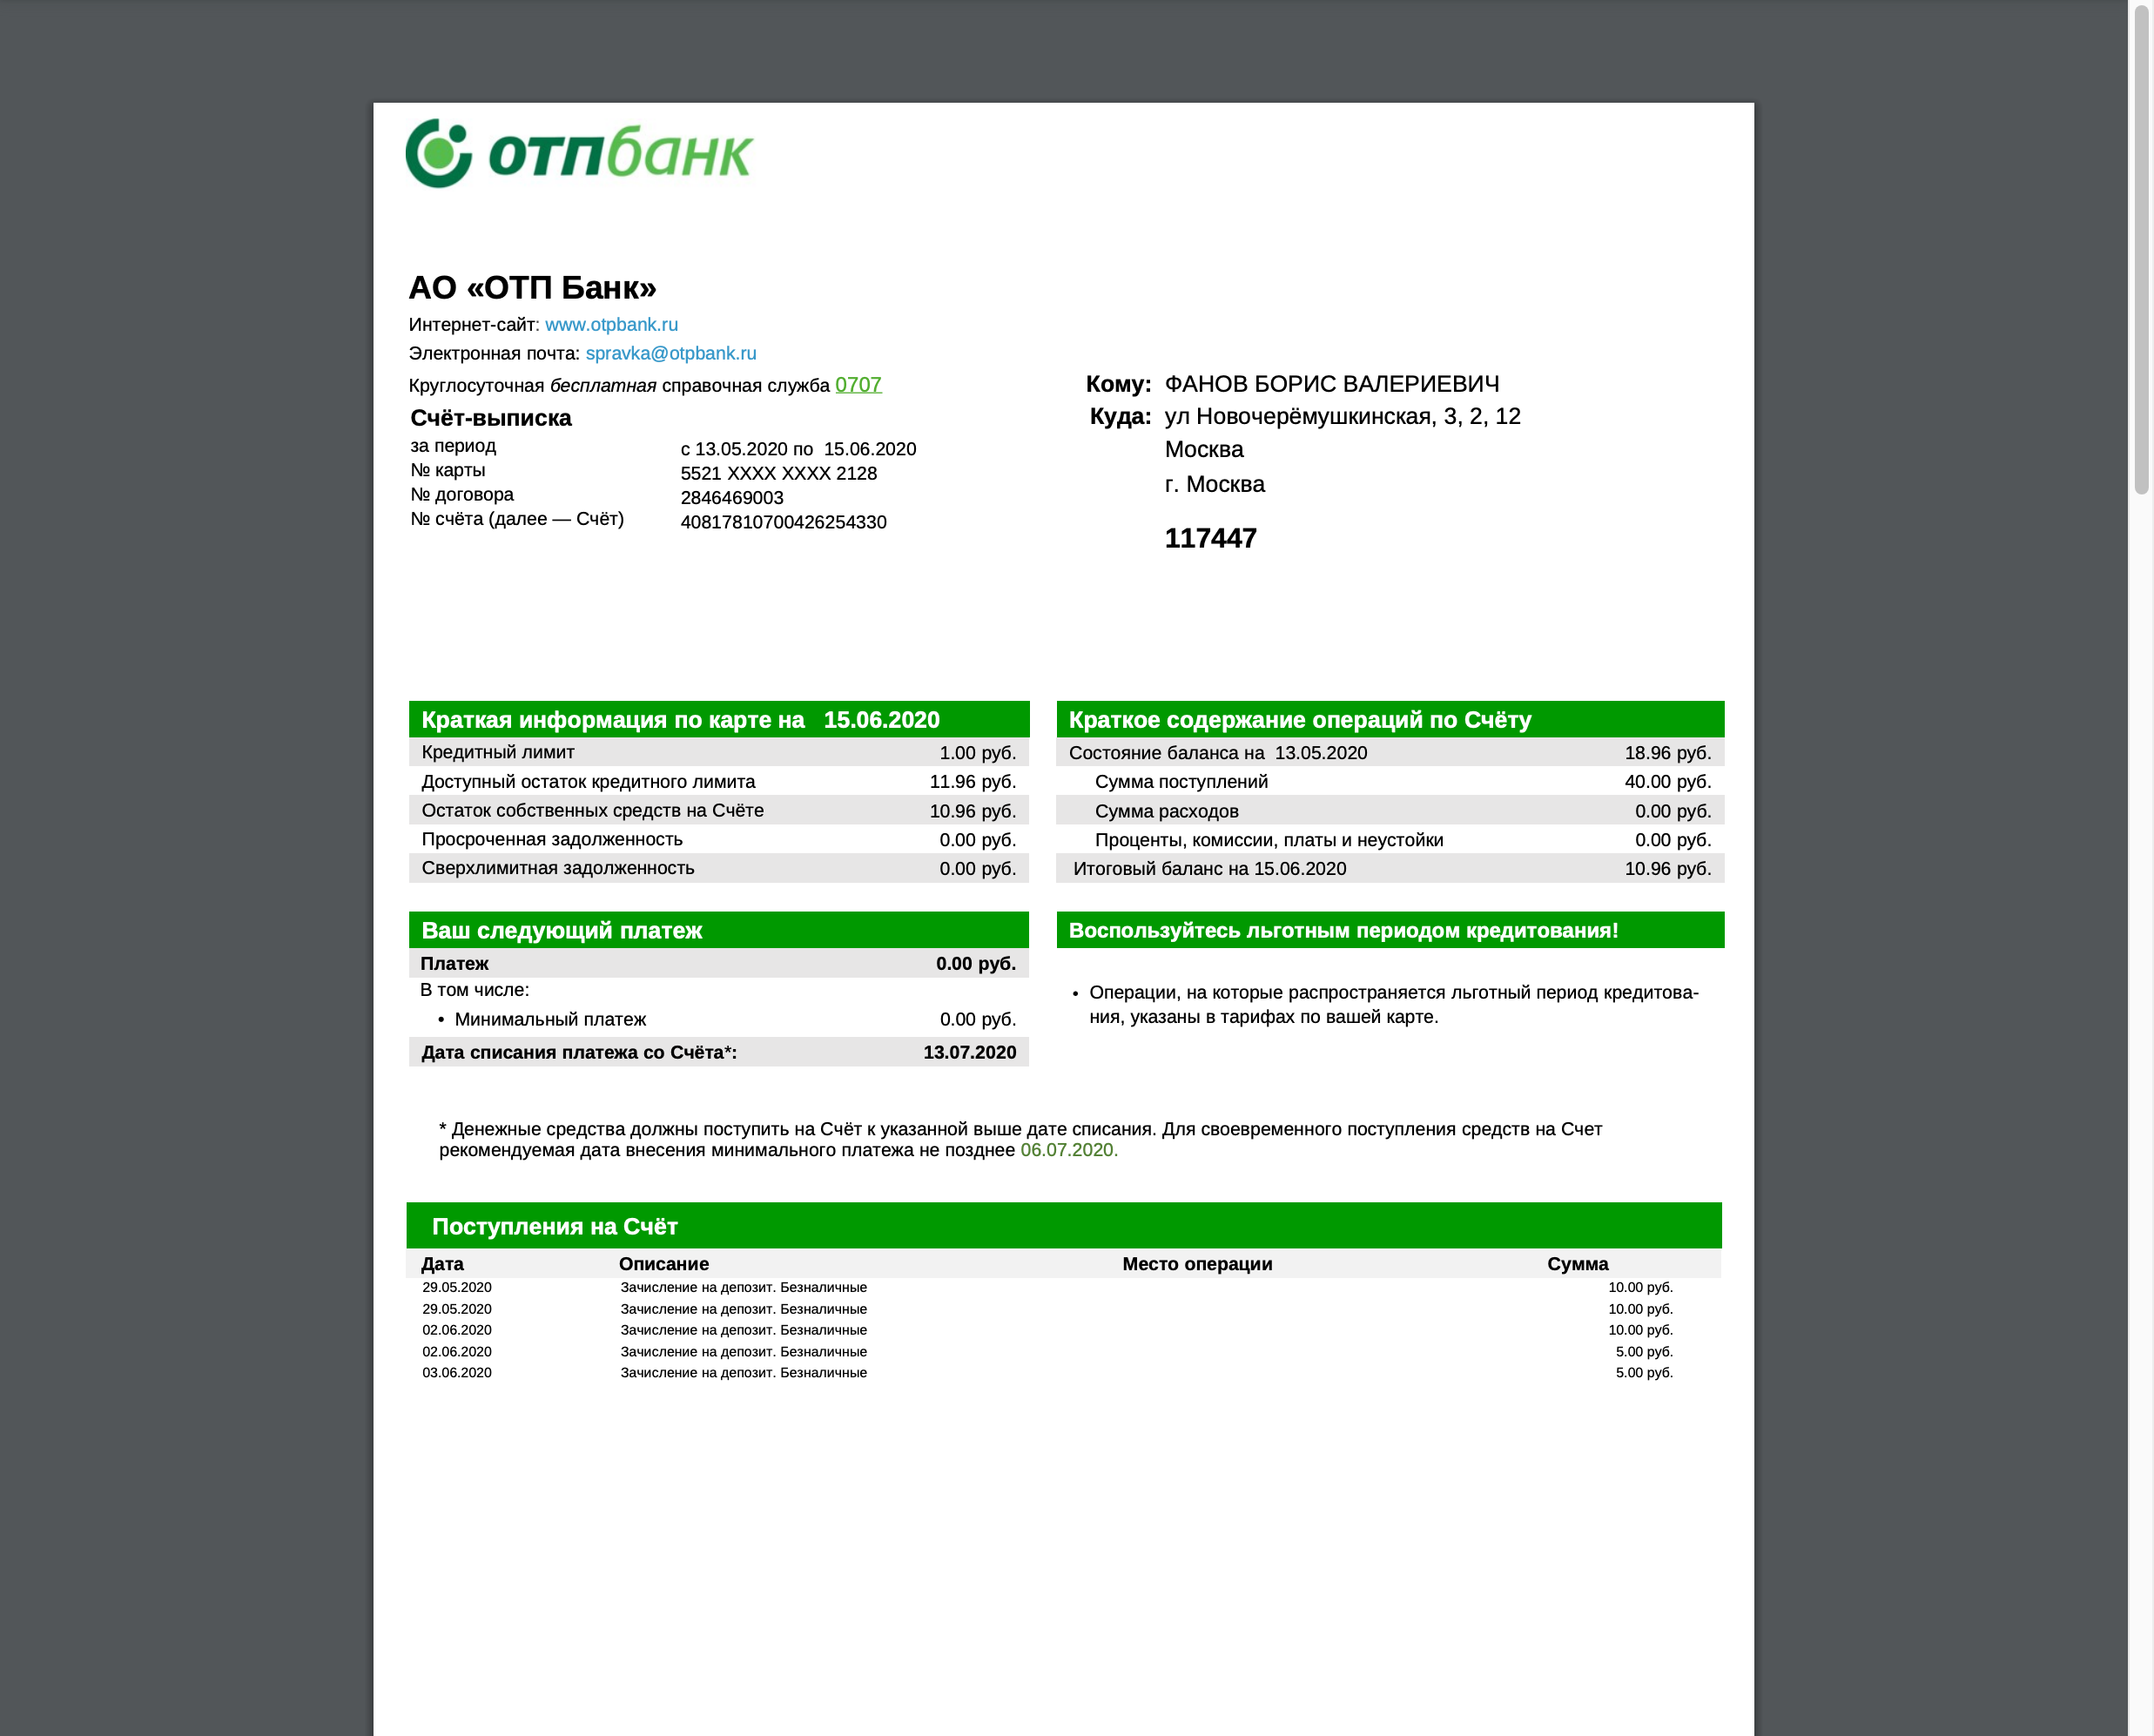 отпбанк
АО «ОТП Банк»
Интернет-сайт: www.otpbank.ru
Электронная почта: spravka@otpbank.ru
Круглосуточная бесплатная справочная служба 0707
Счёт-выписка
за период с 13.05.2020 по 15.06.2020
№ карты 5521 XXXX XXXX 2128
№ договора 2846469003
№ счёта (далее — Счёт) 40817810700426254330
Кому: ФАНОВ БОРИС ВАЛЕРИЕВИЧ
Куда: ул Новочерёмушкинская, 3, 2, 12
Москва
г. Москва
117447
Краткая информация по карте на 15.06.2020
Кредитный лимит 1.00 руб.
Доступный остаток кредитного лимита 11.96 руб.
Остаток собственных средств на Счёте 10.96 руб.
Просроченная задолженность 0.00 руб.
Сверхлимитная задолженность 0.00 руб.
Краткое содержание операций по Счёту
Состояние баланса на 13.05.2020 18.96 руб.
Сумма поступлений 40.00 руб.
Сумма расходов 0.00 руб.
Проценты, комиссии, платы и неустойки 0.00 руб.
Итоговый баланс на 15.06.2020 10.96 руб.
Ваш следующий платеж
Платеж 0.00 руб.
В том числе:
• Минимальный платеж 0.00 руб.
Дата списания платежа со Счёта*: 13.07.2020
Воспользуйтесь льготным периодом кредитования!
• Операции, на которые распространяется льготный период кредитова-
ния, указаны в тарифах по вашей карте.
* Денежные средства должны поступить на Счёт к указанной выше дате списания. Для своевременного поступления средств на Счет
рекомендуемая дата внесения минимального платежа не позднее 06.07.2020.
Поступления на Счёт
Дата Описание Место операции Сумма
29.05.2020 Зачисление на депозит. Безналичные 10.00 руб.
29.05.2020 Зачисление на депозит. Безналичные 10.00 руб.
02.06.2020 Зачисление на депозит. Безналичные 10.00 руб.
02.06.2020 Зачисление на депозит. Безналичные 5.00 руб.
03.06.2020 Зачисление на депозит. Безналичные 5.00 руб.